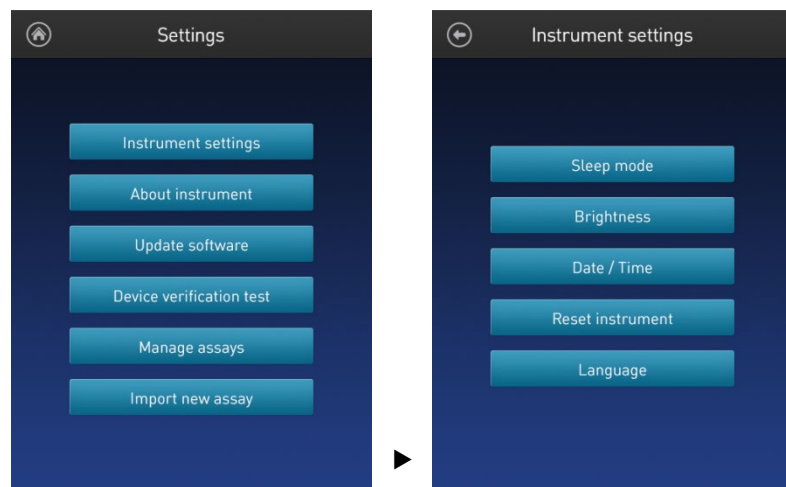 Settings
Instrument settings
About instrument
Update software
Device verification test
Manage assays
Import new assay
Instrument settings
Sleep mode
Brightness
Date / Time
Reset instrument
Language